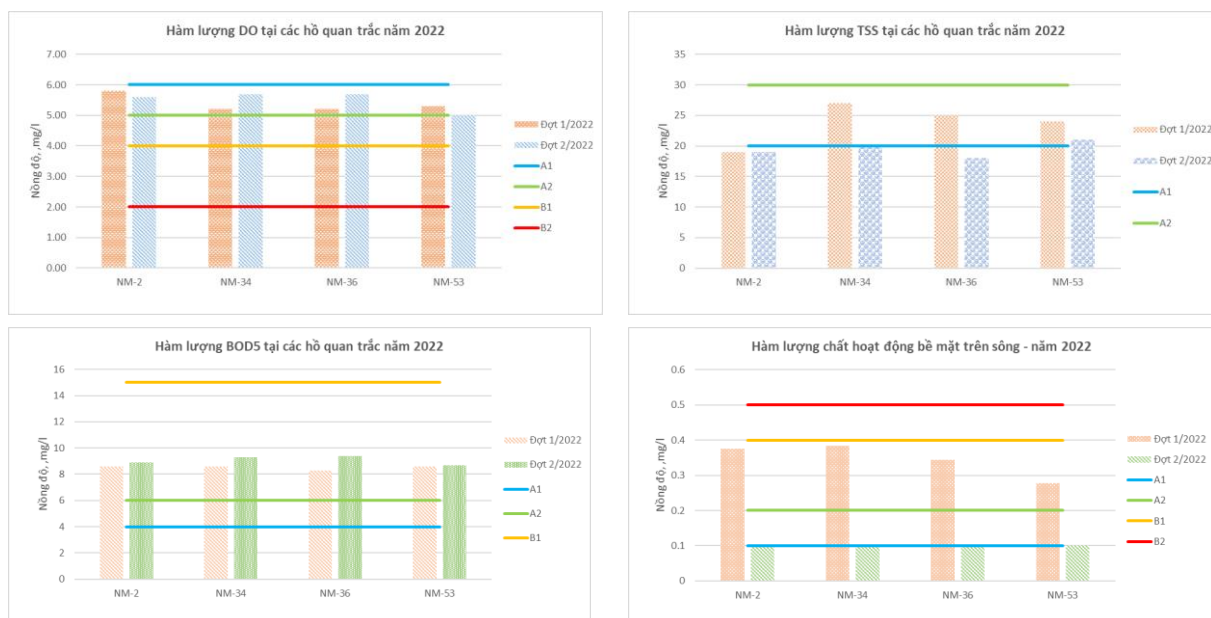 Hàm lượng DO tại các hồ quan trắc năm 2022
7.00
6.00
5.00
4.00
3.00
2.00
1.00
0.00
Nồng độ, ,mg/l
NM-2 NM-34 NM-36 NM-53
Đợt 1/2022
Đợt 2/2022
A1
A2
B1
B2
Hàm lượng TSS tại các hồ quan trắc năm 2022
35
30
25
20
15
10
5
0
Nồng độ, ,mg/l
NM-2 NM-34 NM-36 NM-53
Đợt 1/2022
Đợt 2/2022
A1
A2
Hàm lượng BOD5 tại các hồ quan trắc năm 2022
16
14
12
10
8
6
4
2
0
Nồng độ, ,mg/l
NM-2 NM-34 NM-36 NM-53
Đợt 1/2022
Đợt 2/2022
A1
A2
B1
Hàm lượng chất hoạt động bề mặt trên sông - năm 2022
0.6
0.5
0.4
0.3
0.2
0.1
0
Nồng độ, ,mg/l
NM-2 NM-34 NM-36 NM-53
Đợt 1/2022
Đợt 2/2022
A1
A2
B1
B2